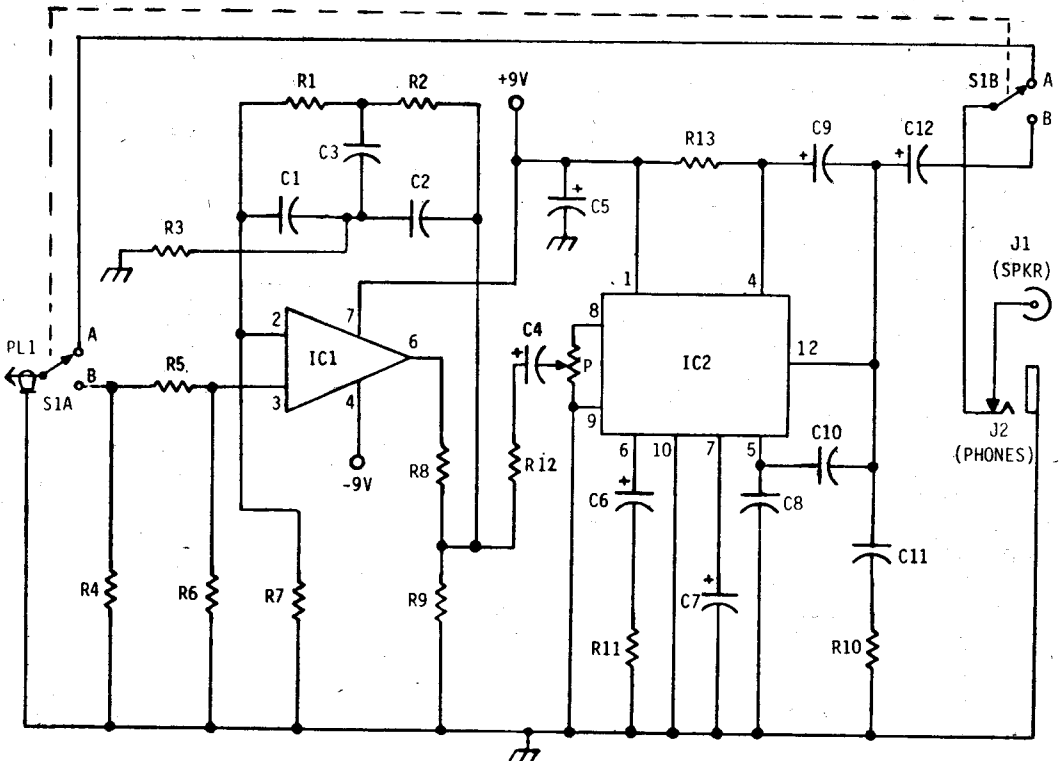 R1 R2 +9V
S1B A
B
C3 R13 C9 C12
+ +
C1 C2 +
C5
R3
J1
(SPKR)
1 4
2 7 8
A 6 C4 12
PL1 IC1 + P IC2
R5
B
S1A 3 4 9
J2
(PHONES)
-9V R8 R12 6 10 7 5 C10
+
C6 C8
C11
R4 R6 R7 R9 +
C7
R11 R10